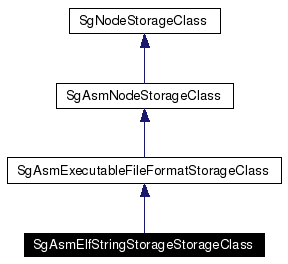 SgNodeStorageClass
SgAsmNodeStorageClass
SgAsmExecutableFileFormatStorageClass
SgAsmElfStringStorageStorageClass